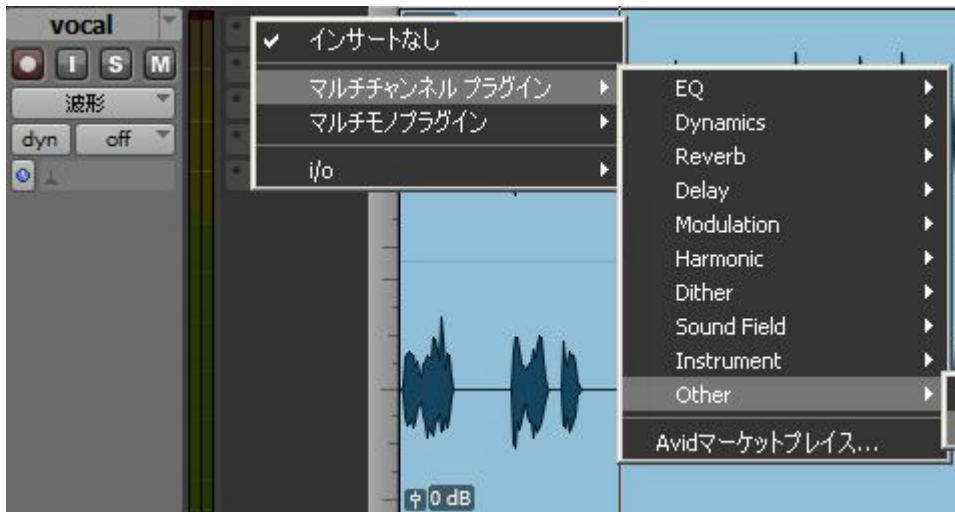 vocal
I S M
波形
dyn off
インサートなし
マルチチャンネル プラグイン
マルチモノプラグイン
i/o
EQ
Dynamics
Reverb
Delay
Modulation
Harmonic
Dither
Sound Field
Instrument
Other
Avidマーケットプレイス...
0 dB